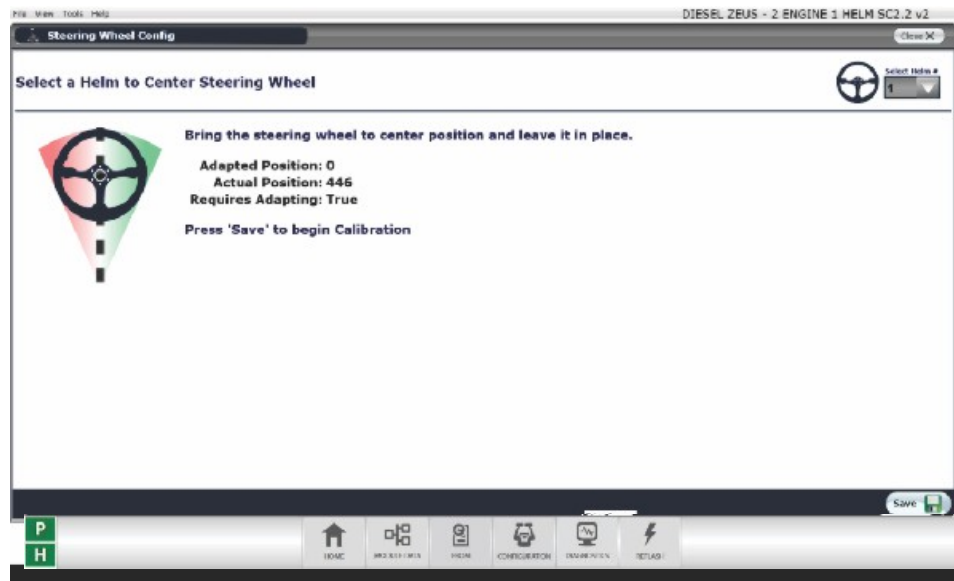 File View Tools Help
DIESEL ZEUS - 2 ENGINE 1 HELM SC2.2 v2
Steering Wheel Config
Close X
Select a Helm to Center Steering Wheel
Select Helm #
1
Bring the steering wheel to center position and leave it in place.
Adapted Position: 0
Actual Position: 446
Requires Adapting: True
Press 'Save' to begin Calibration
Save
P
H
HOME
CONFIGURATION
DIAGNOSTICS
REFLASH